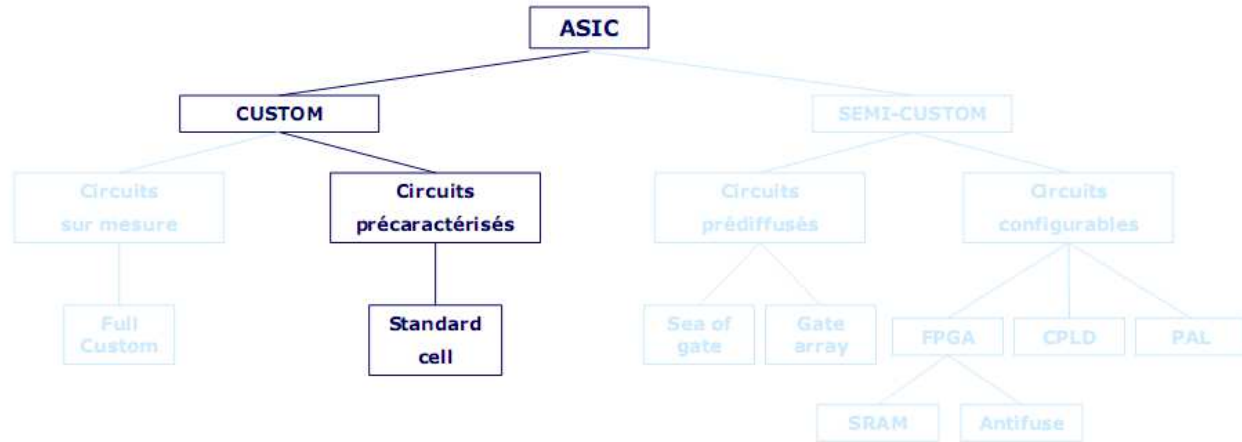 ASIC
CUSTOM
SEMI-CUSTOM
Circuits
sur mesure
Circuits
précaractérisés
Circuits
prédiffusés
Circuits
configurables
Full
Custom
Standard
cell
Sea of
gate
Gate
array
FPGA
CPLD
PAL
SRAM
Antifuse